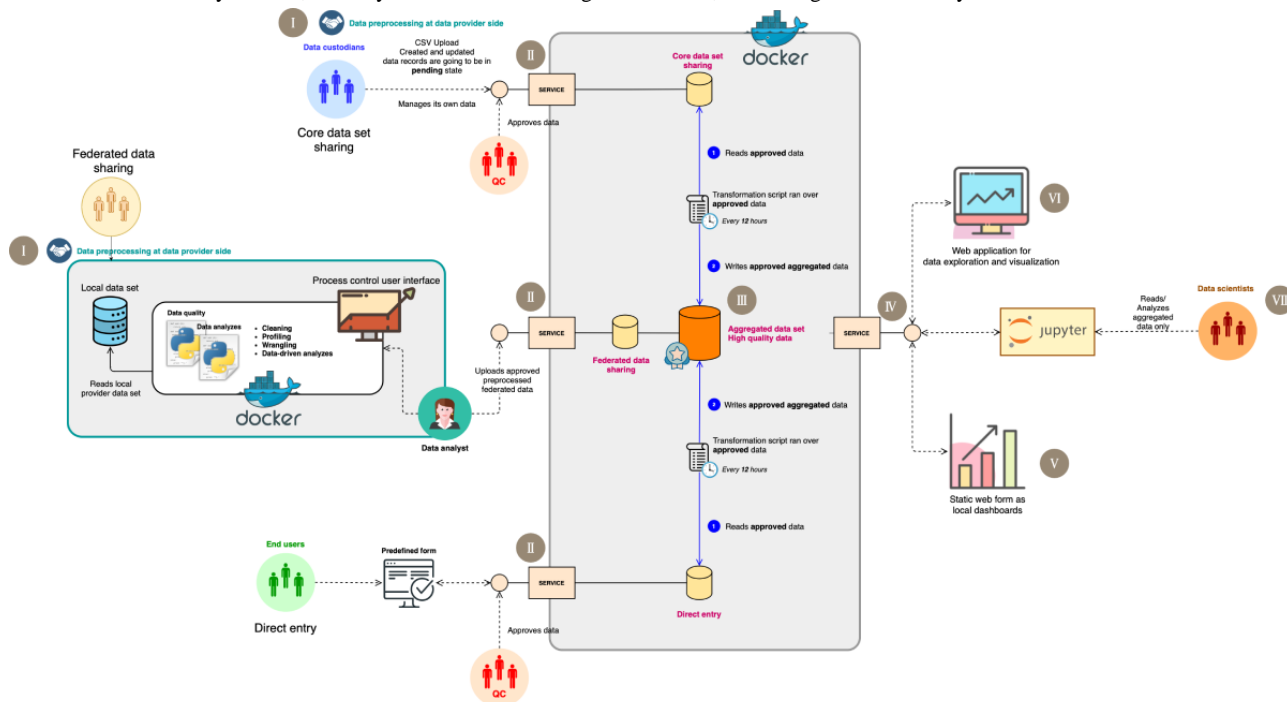 I
Data preprocessing at data provider side
Data custodians
CSV Upload
Created and updated
data records are going to be in
pending state
Manages its own data
Core data set
sharing
II
SERVICE
Approves data
QC
docker
Core data set
sharing
1 Reads approved data
Transformation script ran over
approved data
Every 12 hours
2 Writes approved aggregated data
Federated data
sharing
I
Data preprocessing at data provider side
Local data set
Process control user interface
Data quality
Data analyzes
• Cleaning
• Profiling
• Wrangling
• Data-driven analyzes
Reads local
provider data set
docker
Data analyst
Uploads approved
preprocessed
federated data
II
SERVICE
Federated data
sharing
III
Aggregated data set
High quality data
2 Writes approved aggregated data
Transformation script ran over
approved data
Every 12 hours
1 Reads approved data
Direct entry
End users
Direct entry
Predefined form
II
SERVICE
Approves data
QC
SERVICE
IV
VI
Web application for
data exploration and visualization
jupyter
Reads/
Analyzes
aggregated
data only
Data scientists
VII
V
Static web form as
local dashboards